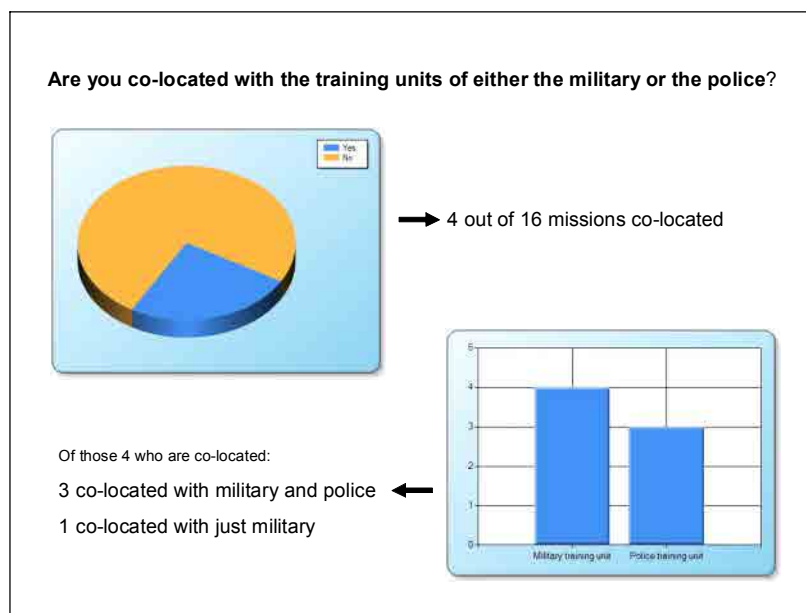 Are you co-located with the training units of either the military or the police?
Yes
No
4 out of 16 missions co-located
5
4
3
2
1
0
Military training unit
Police training unit
Of those 4 who are co-located:
3 co-located with military and police
1 co-located with just military